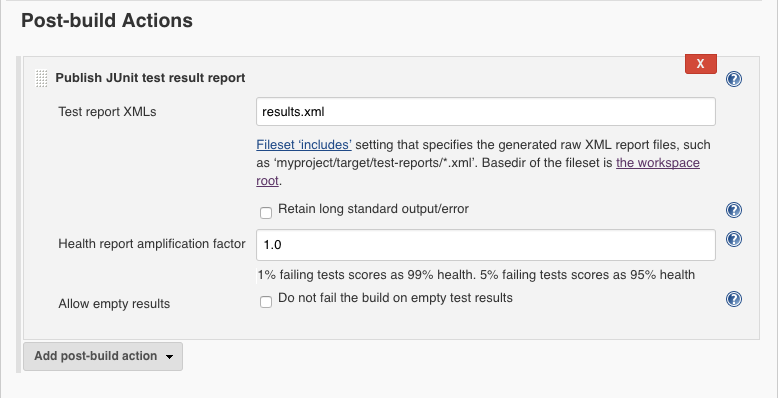 Post-build Actions
X
Publish JUnit test result report
Test report XMLs
results.xml
Fileset ‘includes’ setting that specifies the generated raw XML report files, such
as ‘myproject/target/test-reports/*.xml’. Basedir of the fileset is the workspace
root.
Retain long standard output/error
Health report amplification factor
1.0
1% failing tests scores as 99% health. 5% failing tests scores as 95% health
Allow empty results
Do not fail the build on empty test results
Add post-build action